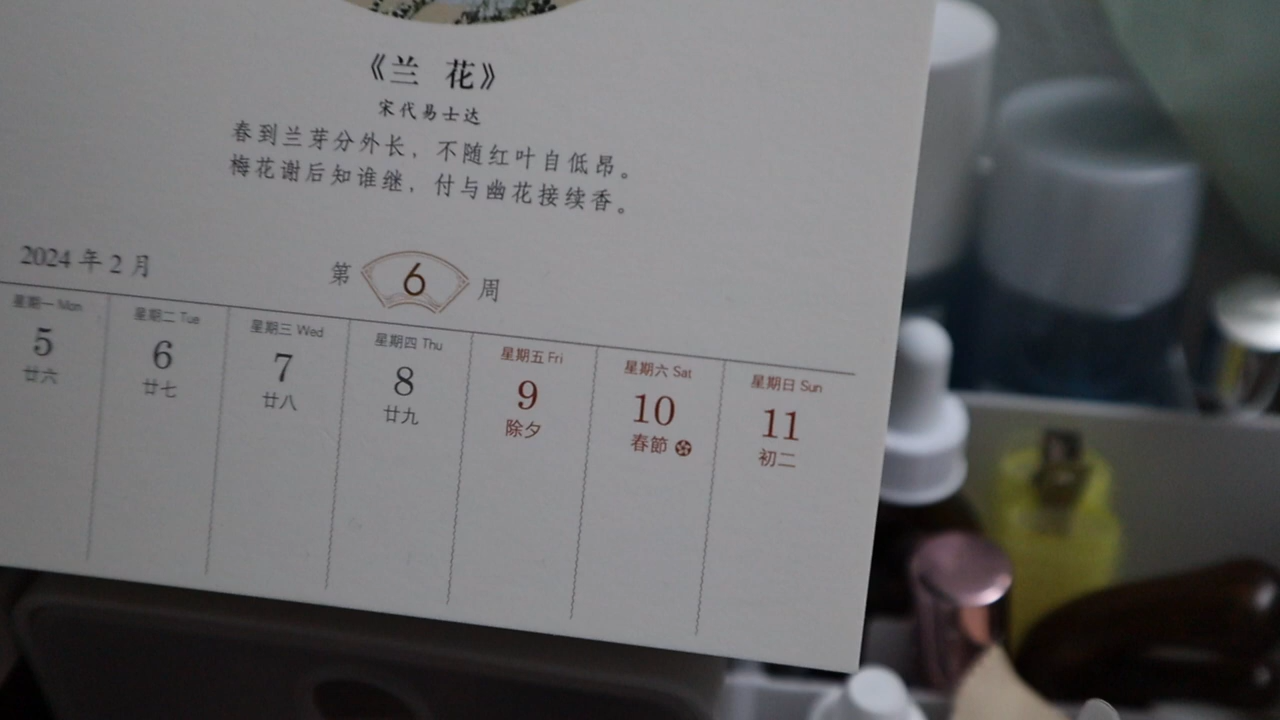 《兰 花》
宋代易士达
春到兰芽分外长，不随红叶自低昂。
梅花谢后知谁继，付与幽花接续香。
2024 年 2 月
第 6 周
星期一 Mon 星期二 Tue 星期三 Wed 星期四 Thu 星期五 Fri 星期六 Sat 星期日 Sun
5 6 7 8 9 10 11
廿六 廿七 廿八 廿九 除夕 春節 初二